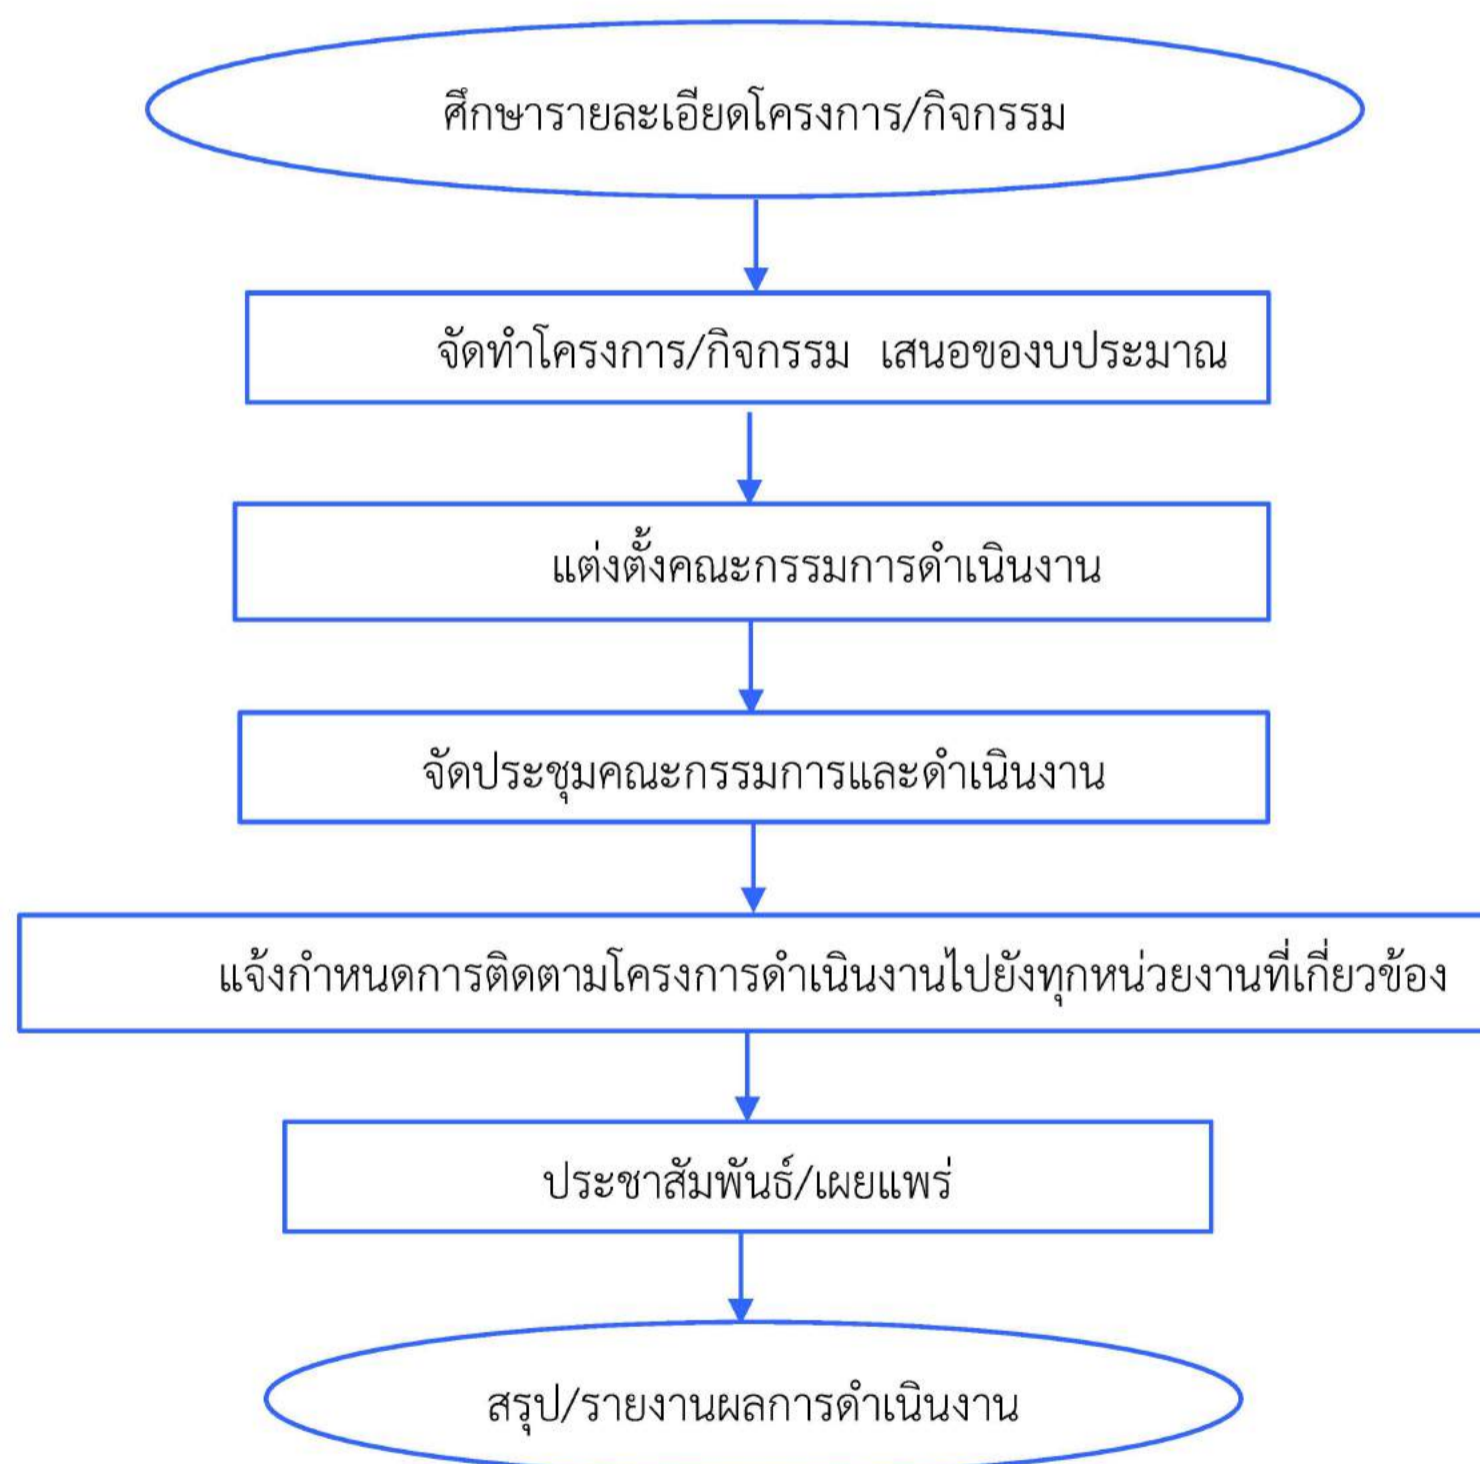 ศึกษารายละเอียดโครงการ/กิจกรรม
จัดทำโครงการ/กิจกรรม เสนอของบประมาณ
แต่งตั้งคณะกรรมการดำเนินงาน
จัดประชุมคณะกรรมการและดำเนินงาน
แจ้งกำหนดการติดตามโครงการดำเนินงานไปยังทุกหน่วยงานที่เกี่ยวข้อง
ประชาสัมพันธ์/เผยแพร่
สรุป/รายงานผลการดำเนินงาน